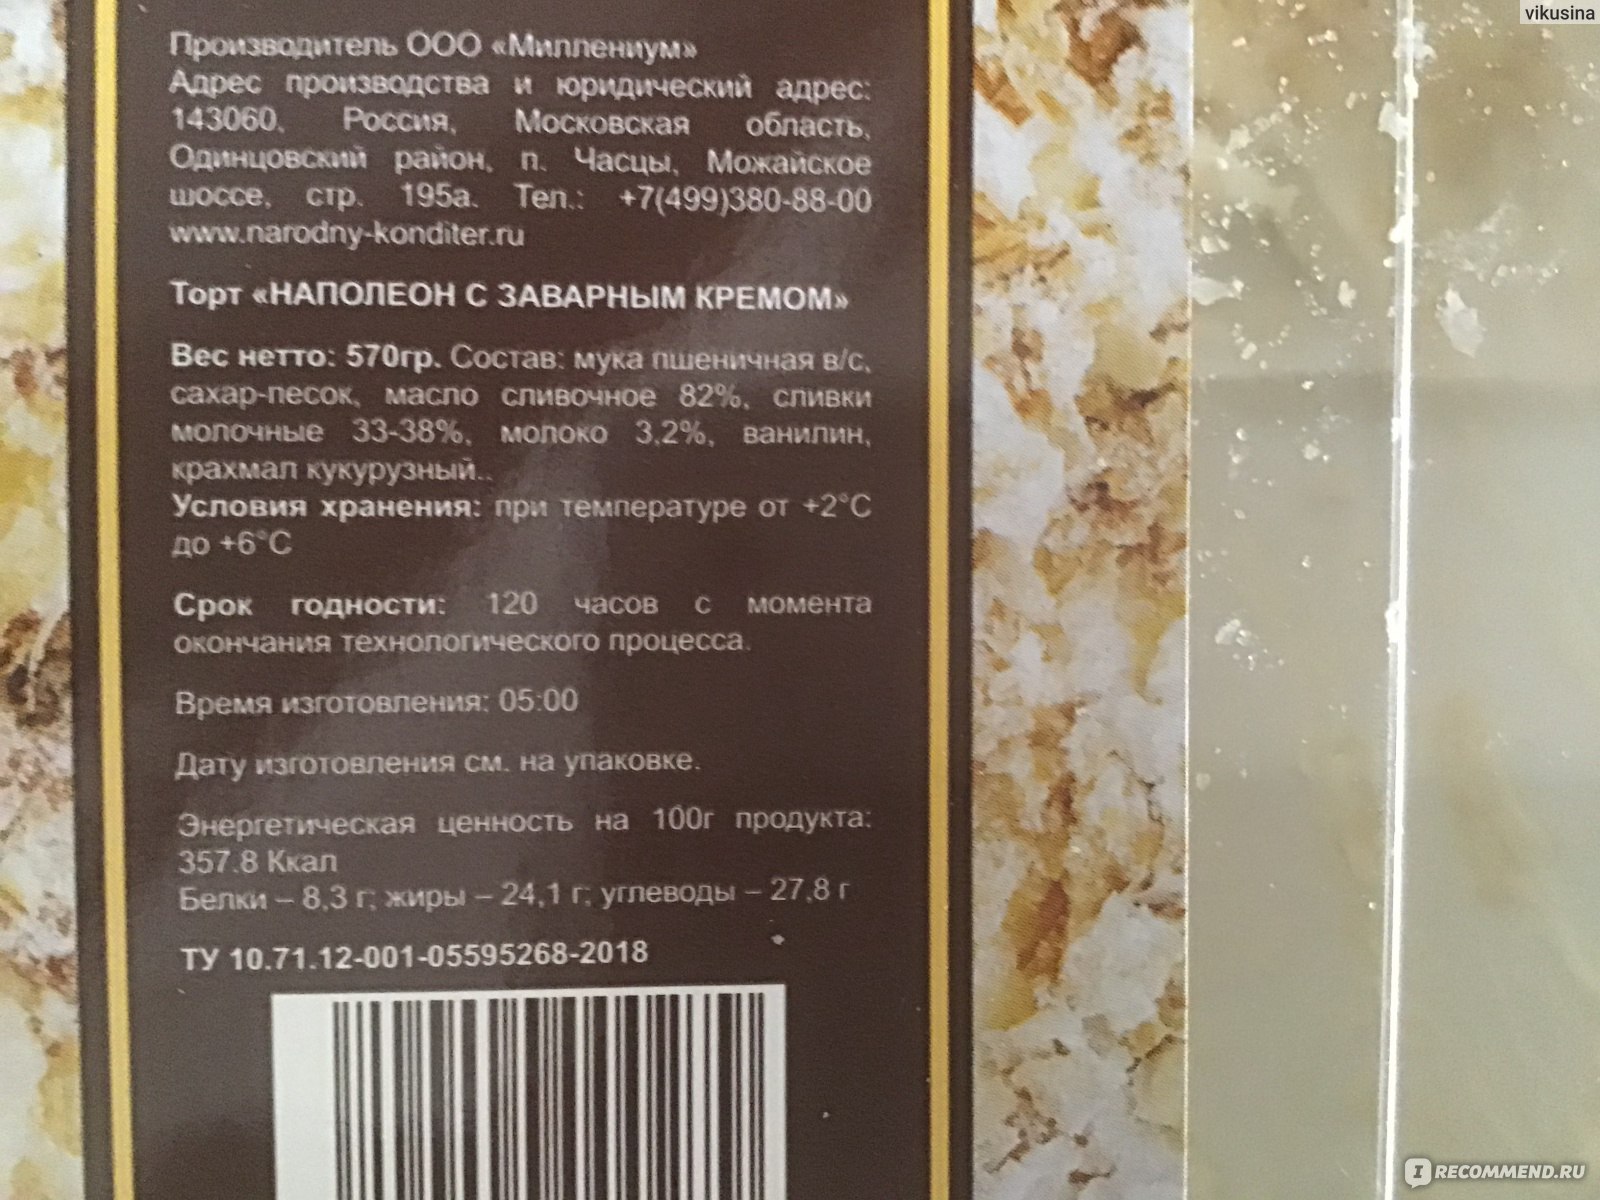 vikusina
Производитель ООО «Миллениум»
Адрес производства и юридический адрес:
143060, Россия, Московская область,
Одинцовский район, п. Часцы, Можайское
шоссе, стр. 195а. Тел.: +7(499)380-88-00
www.narodny-konditer.ru
Торт «НАПОЛЕОН С ЗАВАРНЫМ КРЕМОМ»
Вес нетто: 570гр. Состав: мука пшеничная в/с,
сахар-песок, масло сливочное 82%, сливки
молочные 33-38%, молоко 3,2%, ванилин,
крахмал кукурузный..
Условия хранения: при температуре от +2°С
до +6°С
Срок годности: 120 часов с момента
окончания технологического процесса.
Время изготовления: 05:00
Дату изготовления см. на упаковке.
Энергетическая ценность на 100г продукта:
357.8 Ккал
Белки – 8,3 г; жиры – 24,1 г; углеводы – 27,8 г
ТУ 10.71.12-001-05595268-2018
IRECOMMEND.RU